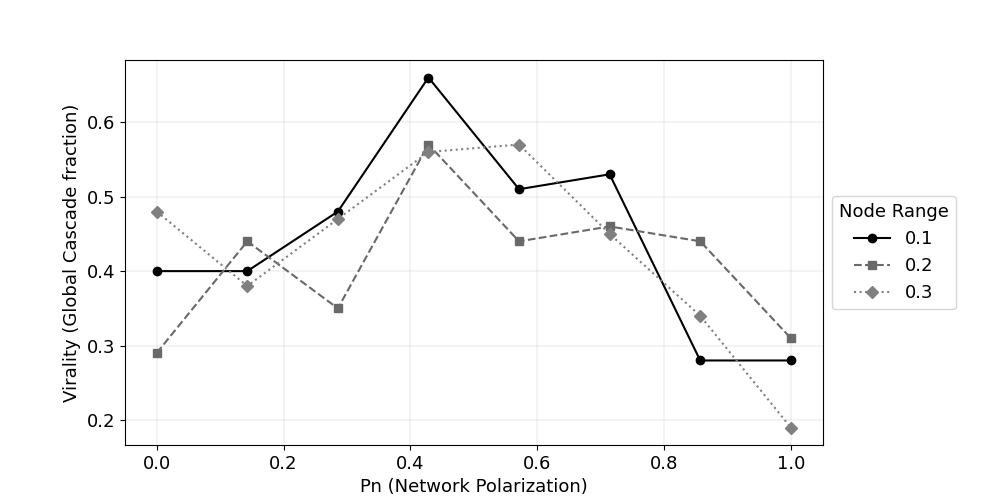 0.6
0.5
0.4
0.3
0.2
Virality (Global Cascade fraction)
0.0 0.2 0.4 0.6 0.8 1.0
Pn (Network Polarization)
Node Range
0.1
0.2
0.3